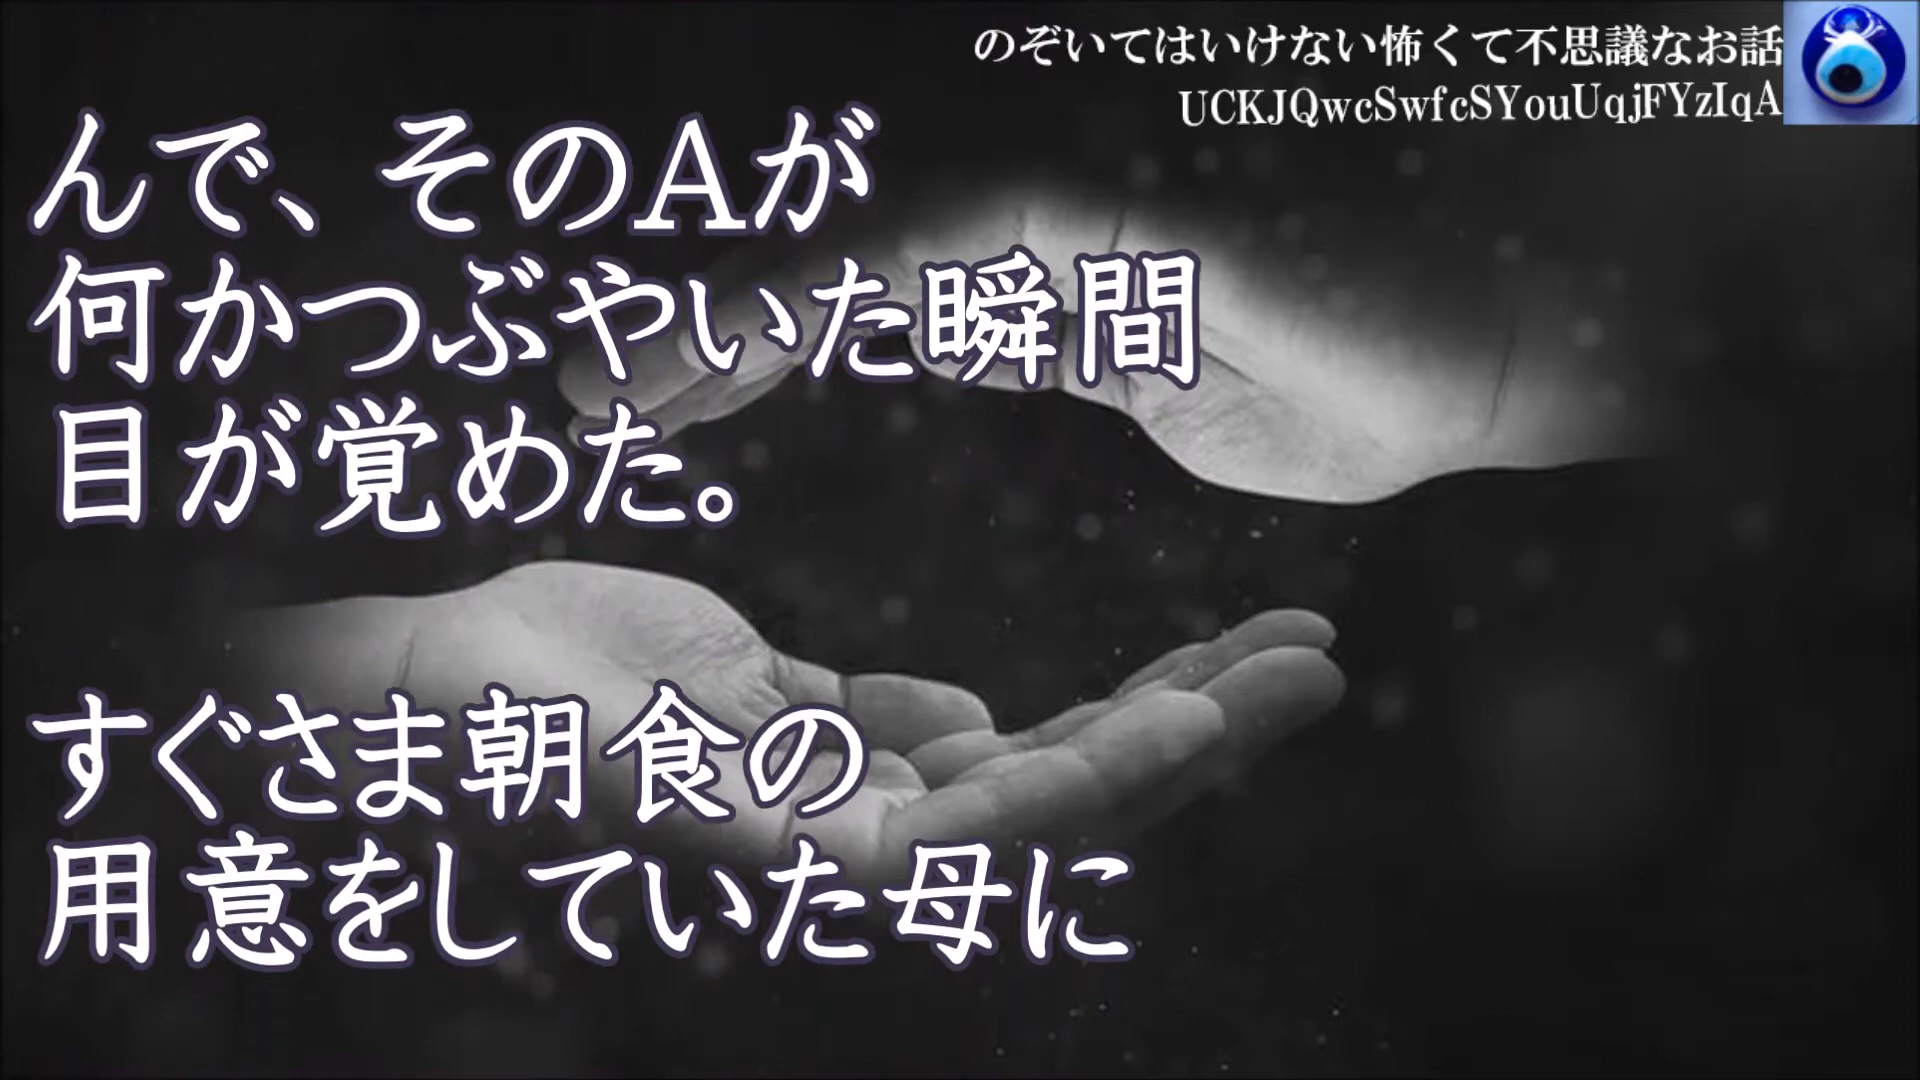 のぞいてはいけない怖くて不思議なお話
UCKJQwcSwfcSYouUqjFYzIqA
んで、そのAが
何かつぶやいた瞬間
目が覚めた。
すぐさま朝食の
用意をしていた母に